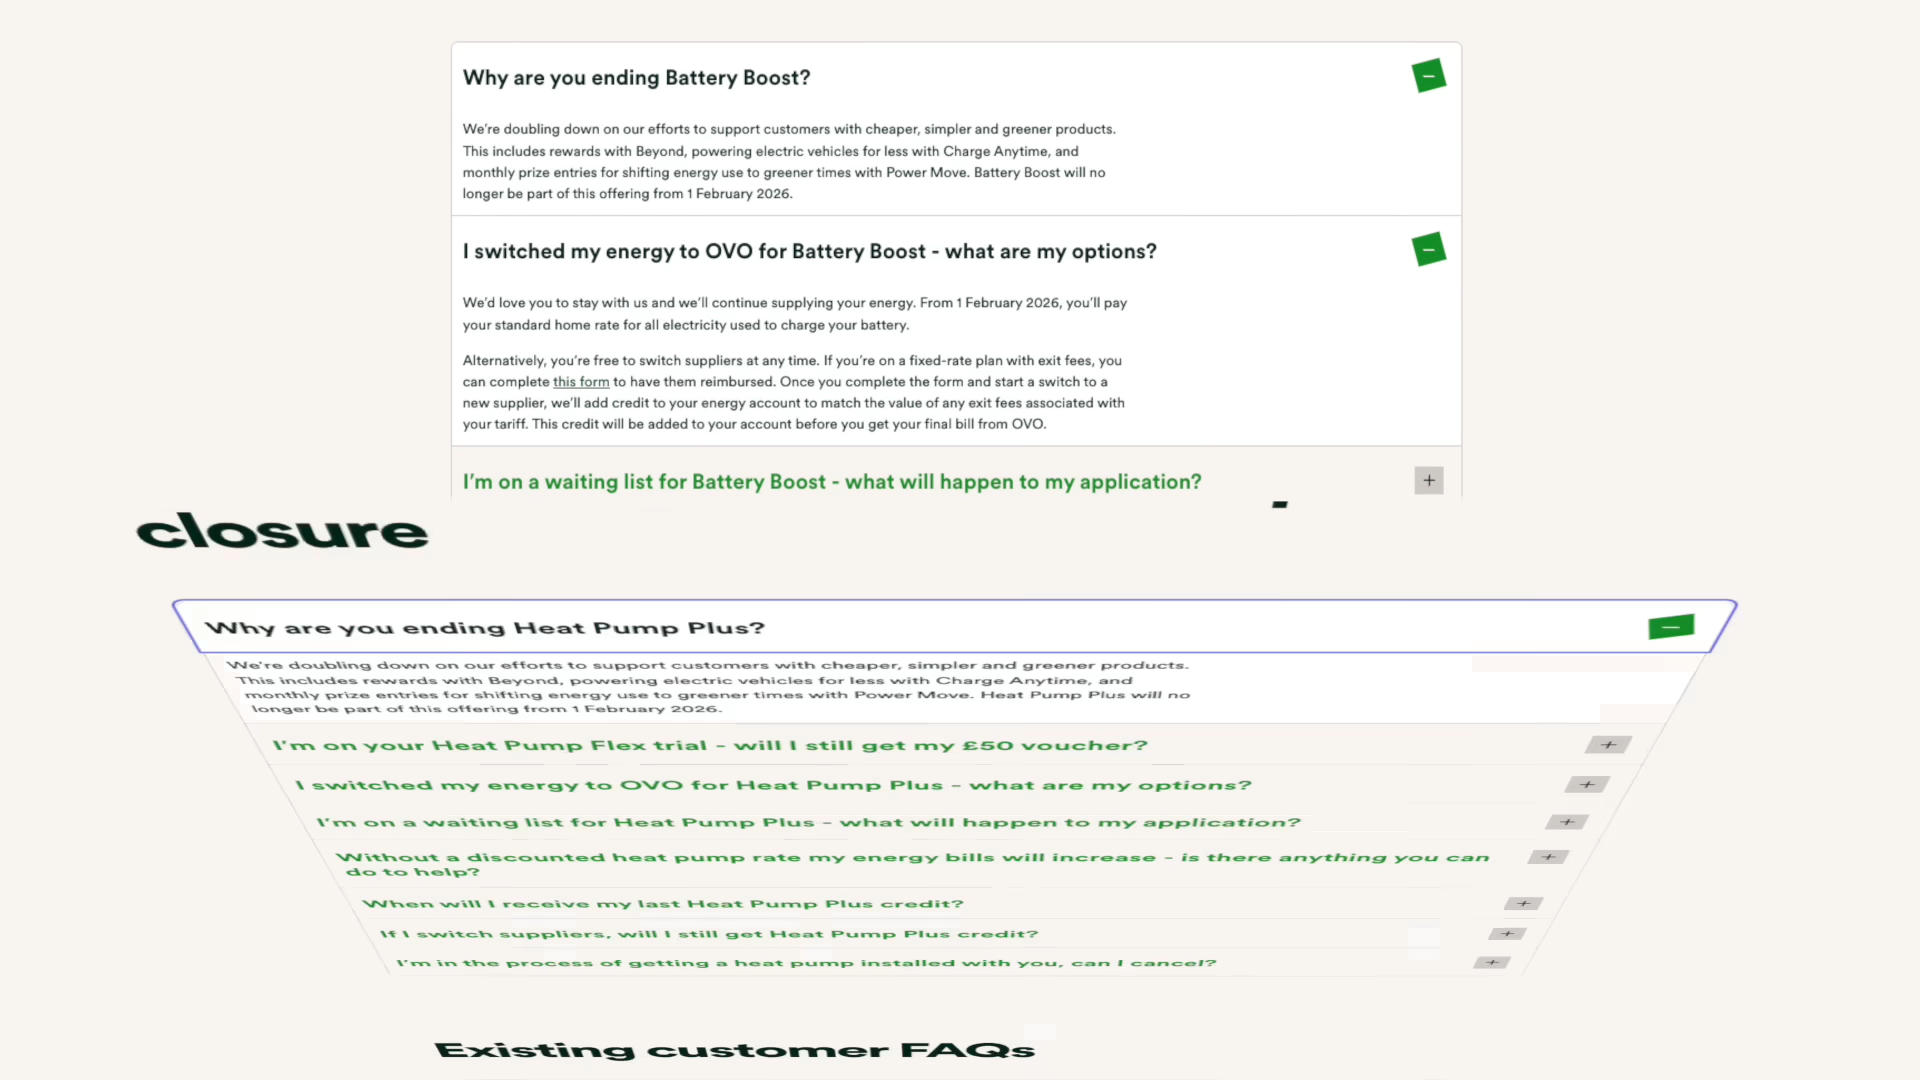 Why are you ending Battery Boost?
We're doubling down on our efforts to support customers with cheaper, simpler and greener products.
This includes rewards with Beyond, powering electric vehicles for less with Charge Anytime, and
monthly prize entries for shifting energy use to greener times with Power Move. Battery Boost will no
longer be part of this offering from 1 February 2026.
I switched my energy to OVO for Battery Boost - what are my options?
We'd love you to stay with us and we'll continue supplying your energy. From 1 February 2026, you'll pay
your standard home rate for all electricity used to charge your battery.
Alternatively, you're free to switch suppliers at any time. If you're on a fixed-rate plan with exit fees, you
can complete this form to have them reimbursed. Once you complete the form and start a switch to a
new supplier, we'll add credit to your energy account to match the value of any exit fees associated with
your tariff. This credit will be added to your account before you get your final bill from OVO.
I'm on a waiting list for Battery Boost - what will happen to my application?
closure
Why are you ending Heat Pump Plus?
We're doubling down on our efforts to support customers with cheaper, simpler and greener products.
This includes rewards with Beyond, powering electric vehicles for less with Charge Anytime, and
monthly prize entries for shifting energy use to greener times with Power Move. Heat Pump Plus will no
longer be part of this offering from 1 February 2026.
I'm on your Heat Pump Flex trial - will I still get my £50 voucher?
I switched my energy to OVO for Heat Pump Plus - what are my options?
I'm on a waiting list for Heat Pump Plus - what will happen to my application?
Without a discounted heat pump rate my energy bills will increase - is there anything you can
do to help?
When will I receive my last Heat Pump Plus credit?
If I switch suppliers, will I still get Heat Pump Plus credit?
I'm in the process of getting a heat pump installed with you, can I cancel?
Existing customer FAQs